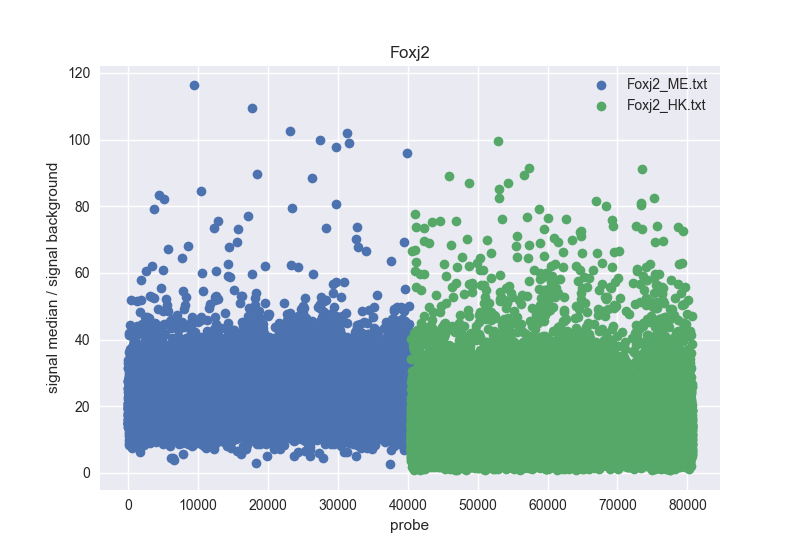 Foxj2
Foxj2_ME.txt
Foxj2_HK.txt
120
100
80
60
40
20
0
signal median / signal background
0 10000 20000 30000 40000 50000 60000 70000 80000
probe